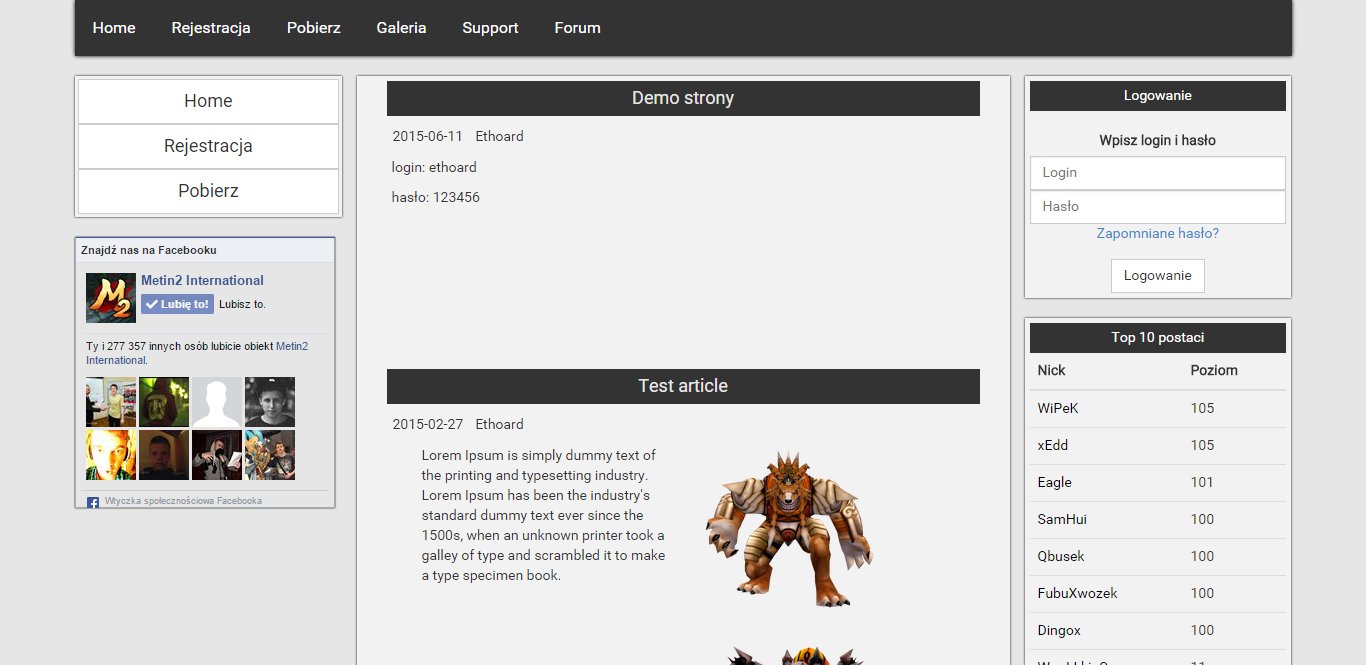 Home Rejestracja Pobierz Galeria Support Forum
Home
Rejestracja
Pobierz
Znajdź nas na Facebooku
M2
Metin2 International
Lubię to! Lubisz to.
Ty i 277 357 innych osób lubicie obiekt Metin2
International.
Wtyczka społecznościowa Facebooka
Demo strony
2015-06-11 Ethoard
login: ethoard
hasło: 123456
Test article
2015-02-27 Ethoard
Lorem Ipsum is simply dummy text of
the printing and typesetting industry.
Lorem Ipsum has been the industry's
standard dummy text ever since the
1500s, when an unknown printer took a
galley of type and scrambled it to make
a type specimen book.
Logowanie
Wpisz login i hasło
Login
Hasło
Zapomniane hasło?
Logowanie
Top 10 postaci
Nick Poziom
WiPeK 105
xEdd 105
Eagle 101
SamHui 100
Qbusek 100
FubuXwozek 100
Dingox 100